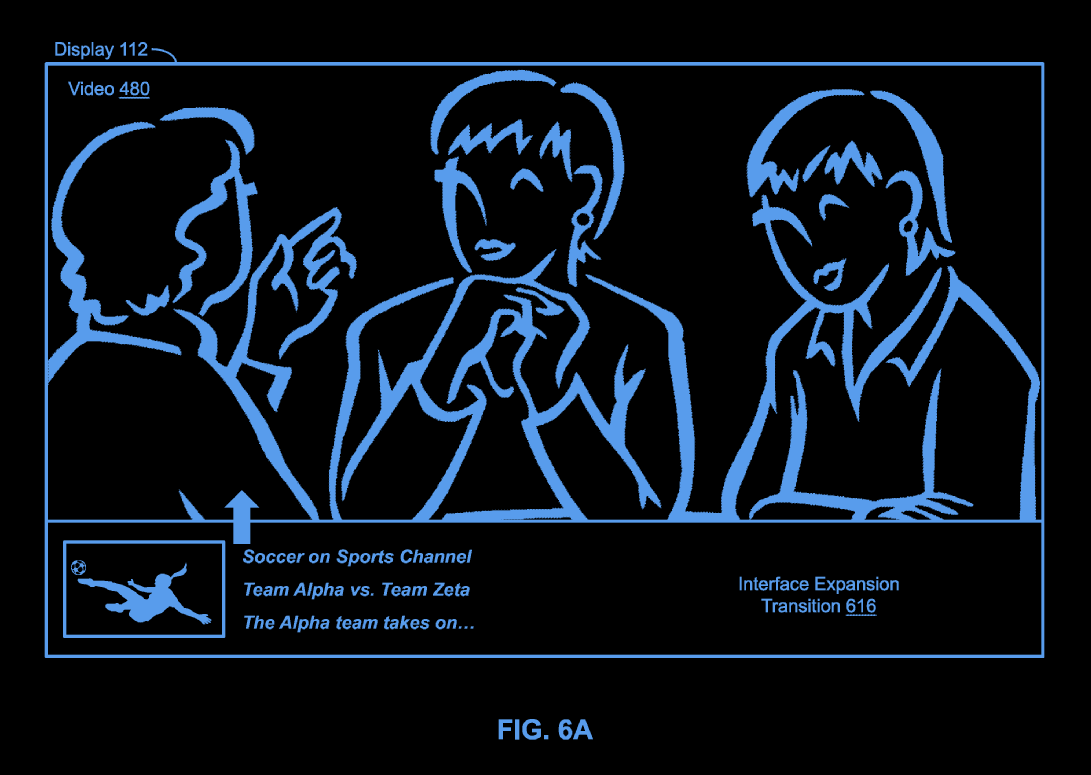 Display 112
Video 480
Soccer on Sports Channel
Team Alpha vs. Team Zeta
The Alpha team takes on…
Interface Expansion
Transition 616
FIG. 6A